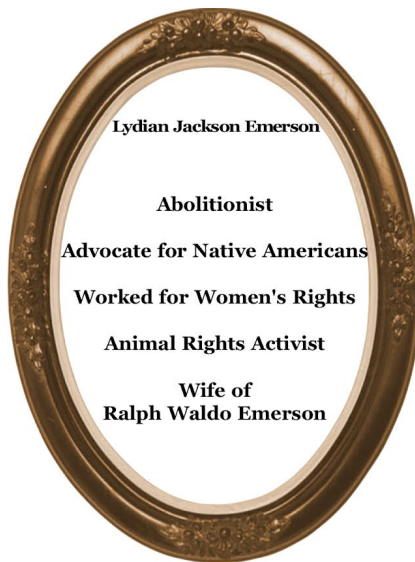 Lydian Jackson Emerson
Abolitionist
Advocate for Native Americans
Worked for Women's Rights
Animal Rights Activist
Wife of
Ralph Waldo Emerson